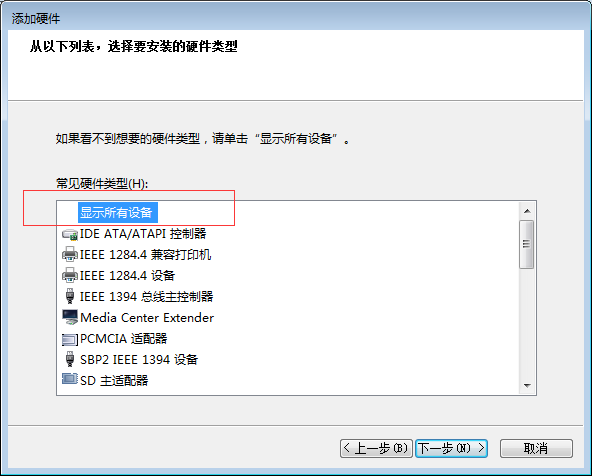 添加硬件
从以下列表，选择要安装的硬件类型
如果看不到想要的硬件类型，请单击“显示所有设备”。
常见硬件类型(H):
显示所有设备
IDE ATA/ATAPI 控制器
IEEE 1284.4 兼容打印机
IEEE 1284.4 设备
IEEE 1394 总线主控制器
Media Center Extender
PCMCIA 适配器
SBP2 IEEE 1394 设备
SD 主适配器
< 上一步(B) 下一步(N) > 取消